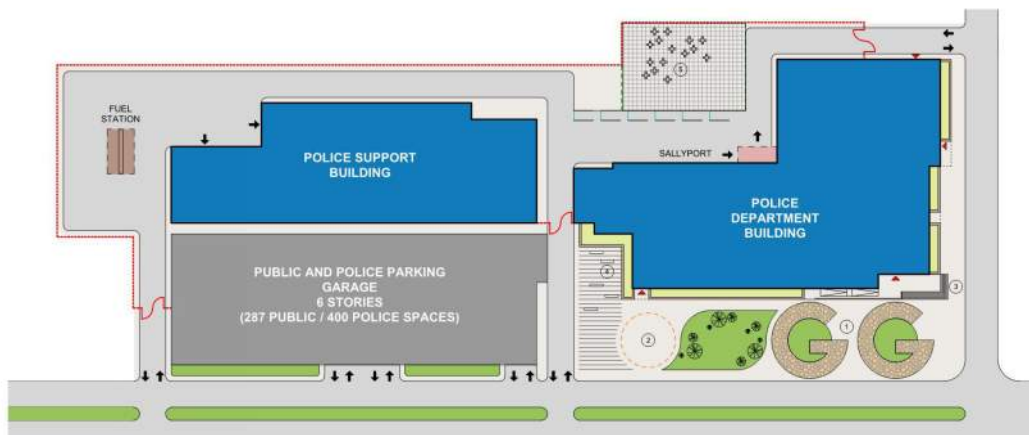 5
FUEL
STATION
POLICE SUPPORT
BUILDING
SALLYPORT
POLICE
DEPARTMENT
BUILDING
PUBLIC AND POLICE PARKING
GARAGE
6 STORIES
(287 PUBLIC / 400 POLICE SPACES)
4
3
2
1